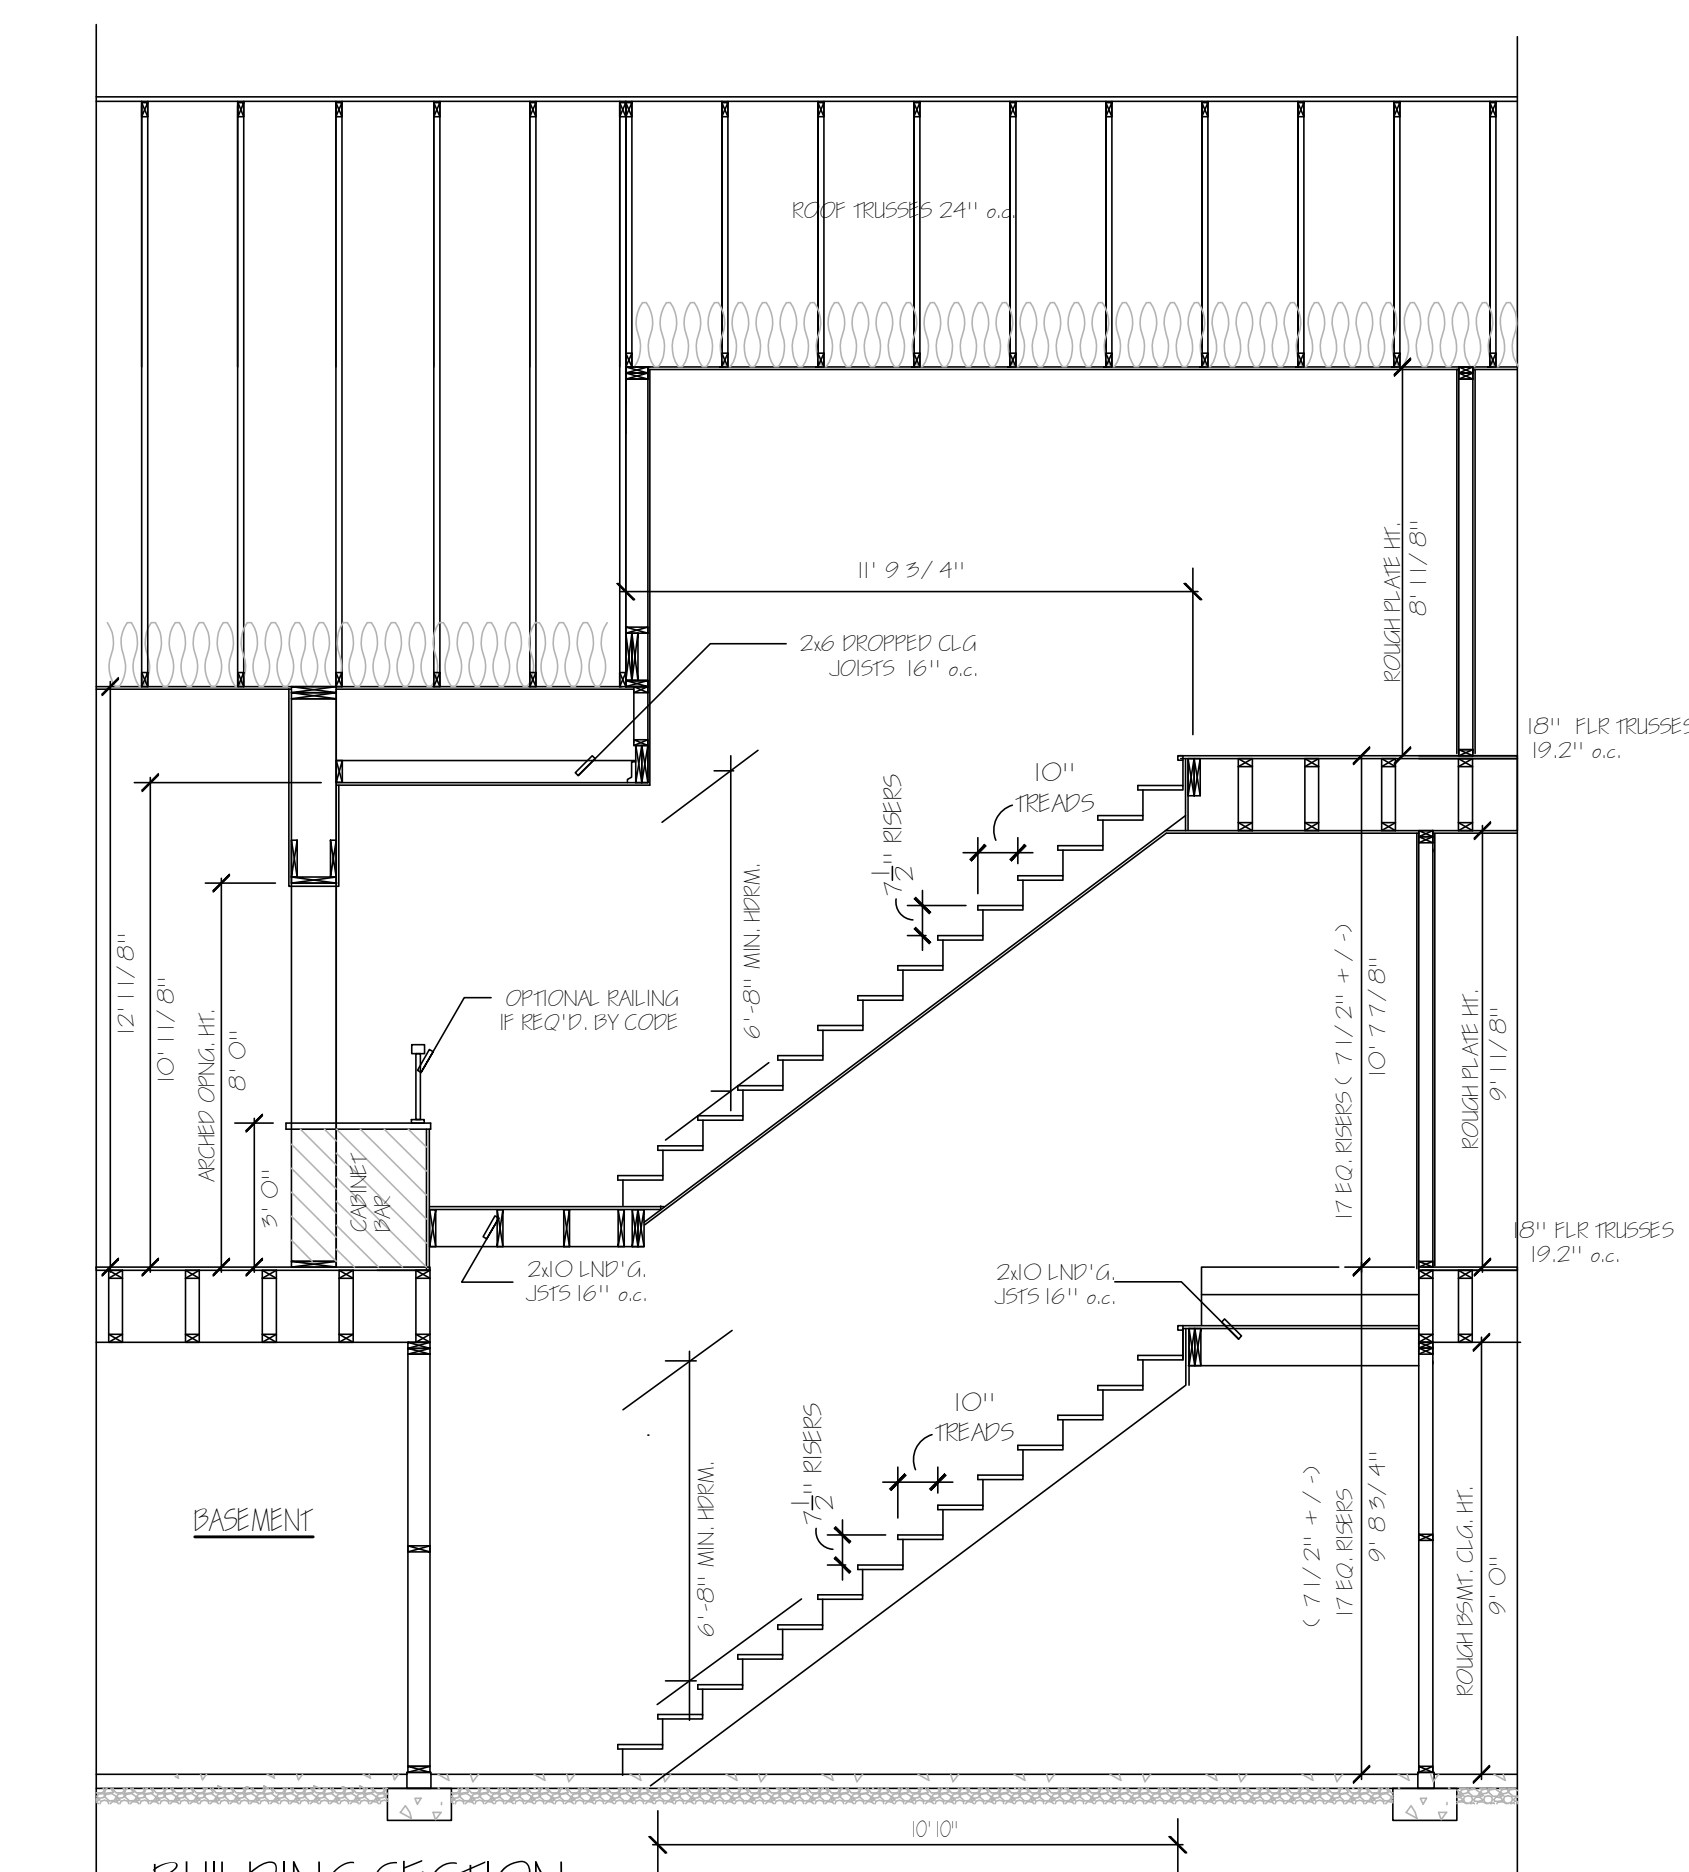 ROOF TRUSSES 24" o.c.
11' 9 3/4"
ROUGH PLATE HT.
8' 1 1/8"
2x6 DROPPED CLG
JOISTS 16" o.c.
18" FLR TRUSSES
19.2" o.c.
10"
TREADS
7 1/2" RISERS
6'-8" MIN. HDRM.
12' 1 1/8"
10' 1 1/8"
ARCHED OPNG. HT.
8' 0"
3' 0"
OPTIONAL RAILING
IF REQ'D. BY CODE
CABINET
BAR
17 EQ. RISERS ( 7 1/2" + / -)
10' 7 7/8"
ROUGH PLATE HT.
9' 1 1/8"
18" FLR TRUSSES
19.2" o.c.
2x10 LND'G.
JSTS 16" o.c.
2x10 LND'G.
JSTS 16" o.c.
10"
TREADS
7 1/2" RISERS
6'-8" MIN. HDRM.
BASEMENT
( 7 1/2" + / -)
17 EQ. RISERS
9' 8 3/4"
ROUGH BSMT. CLG. HT.
9' 0"
10' 10"
BUILDING SECTION